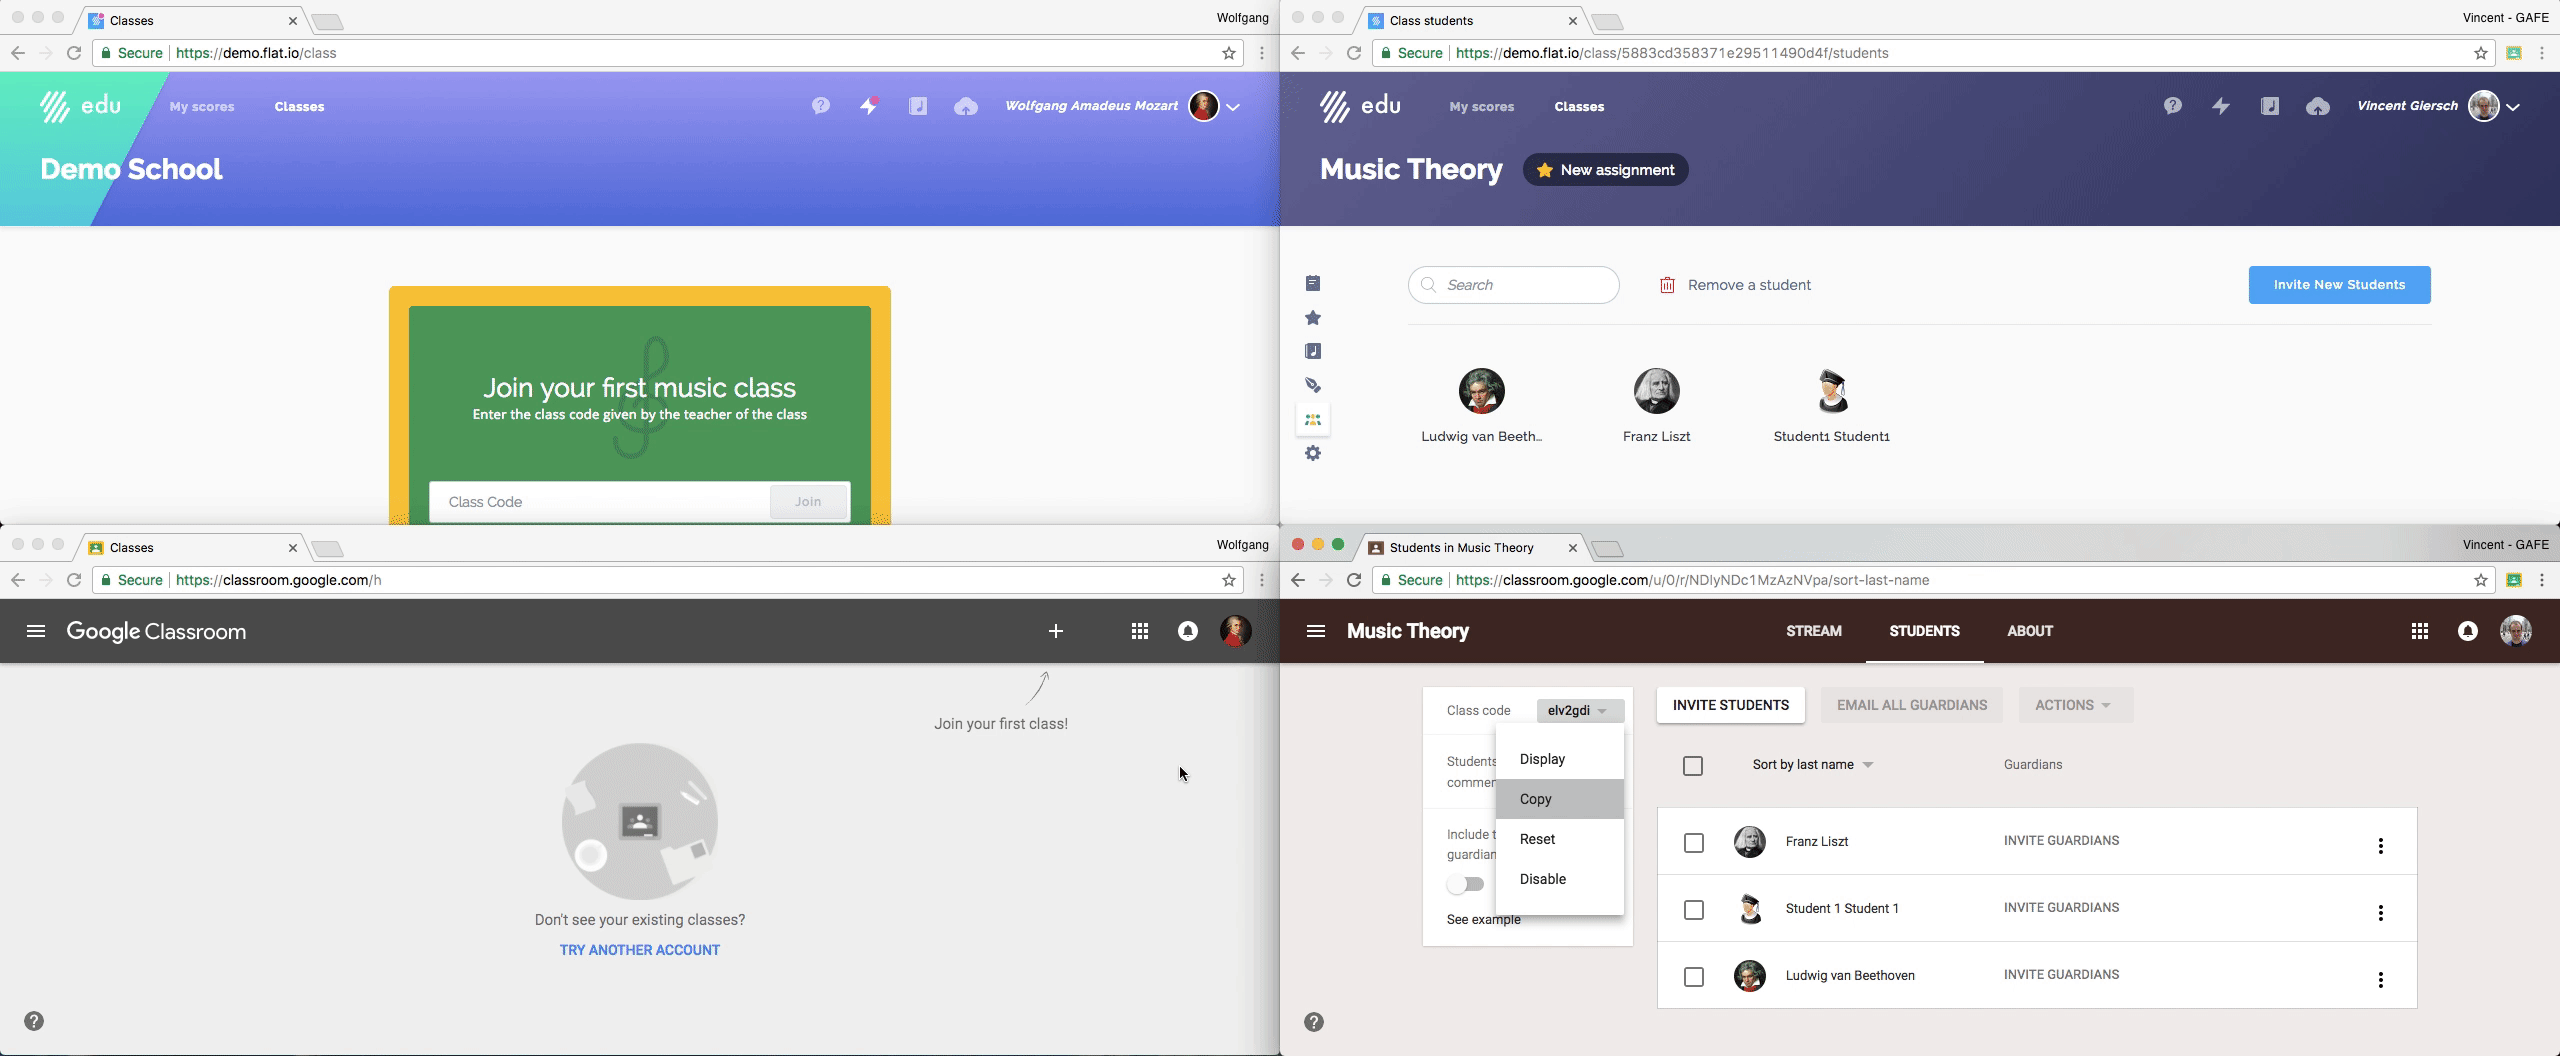 Classes
Wolfgang
Secure https://demo.flat.io/class
edu
My scores
Classes
Wolfgang Amadeus Mozart
Demo School
Join your first music class
Enter the class code given by the teacher of the class
Class Code
Join
Class students
Vincent - GAFE
Secure https://demo.flat.io/class/5883cd358371e29511490d4f/students
edu
My scores
Classes
Vincent Giersch
Music Theory
New assignment
Search
Remove a student
Invite New Students
Ludwig van Beeth...
Franz Liszt
Student1 Student1
Classes
Wolfgang
Secure https://classroom.google.com/h
Google Classroom
Join your first class!
Don't see your existing classes?
TRY ANOTHER ACCOUNT
Students in Music Theory
Vincent - GAFE
Secure https://classroom.google.com/u/0/r/NDIyNDc1MzAzNVpa/sort-last-name
Music Theory
STREAM
STUDENTS
ABOUT
Class code
elv2gdi
Display
Copy
Reset
Disable
Students
commen
Include t
guardian
See example
INVITE STUDENTS
EMAIL ALL GUARDIANS
ACTIONS
Sort by last name
Guardians
Franz Liszt
INVITE GUARDIANS
Student 1 Student 1
INVITE GUARDIANS
Ludwig van Beethoven
INVITE GUARDIANS